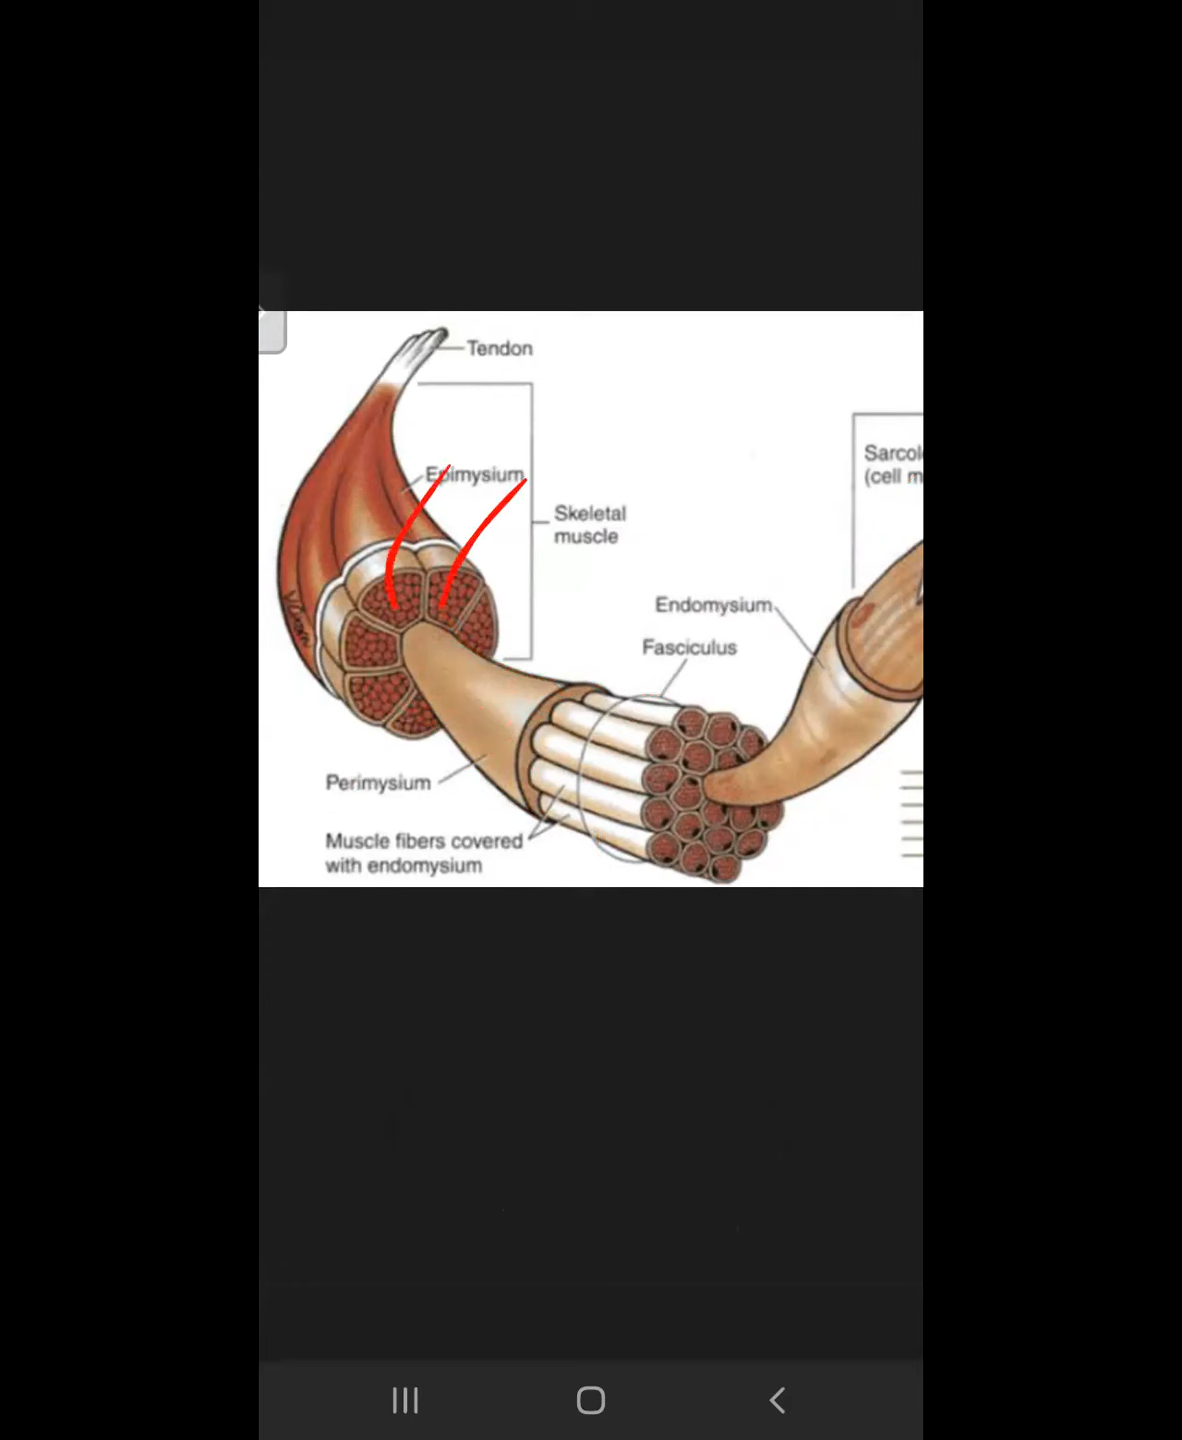 Tendon
Epimysium
Skeletal
muscle
Sarcol
(cell m
Endomysium
Fasciculus
Perimysium
Muscle fibers covered
with endomysium